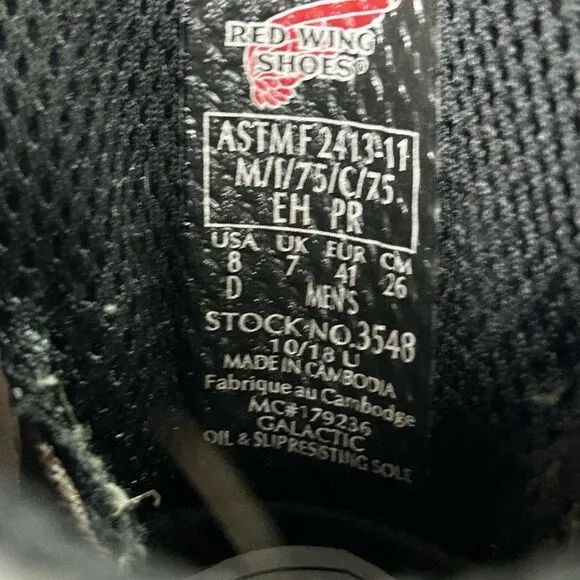 RED WING
SHOES®
ASTM F 2413-11
M/I/75/C/75
EH PR
USA UK EUR CM
8 7 41 26
D MEN'S
STOCK NO. 3548
10/18 U
MADE IN CAMBODIA
Fabrique au Cambodge
MC#179236
GALACTIC
OIL & SLIP RESISTING SOLE